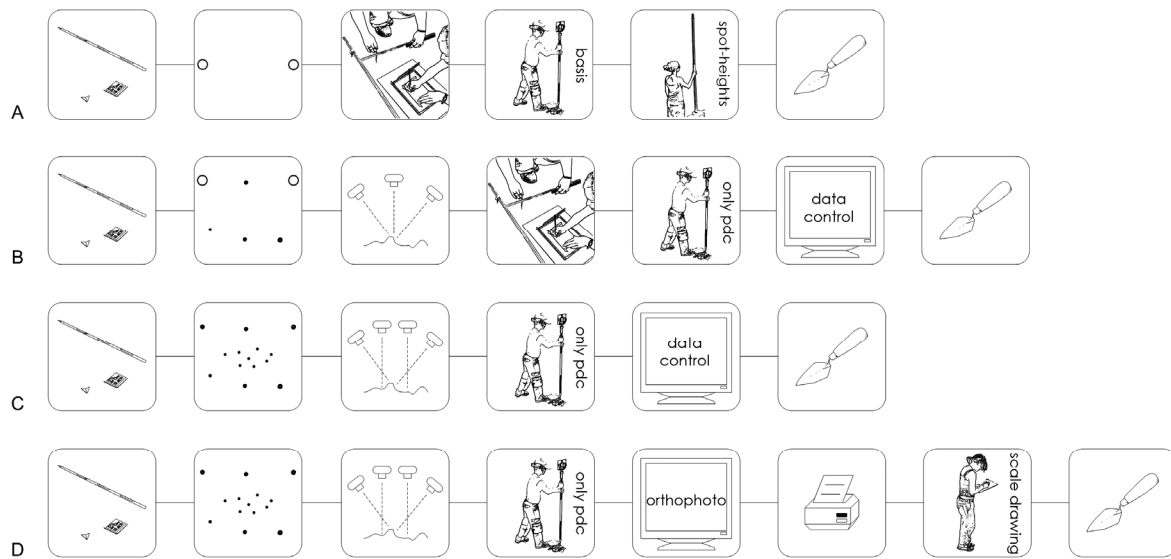 A
basis
spot-heights
B
only pdc
data
control
C
only pdc
data
control
D
only pdc
orthophoto
scale drawing